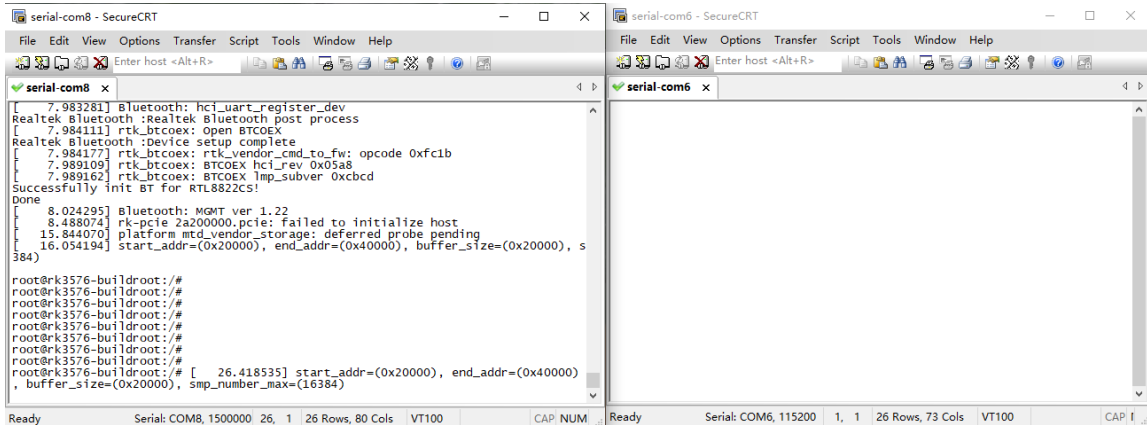 serial-com8 - SecureCRT
File Edit View Options Transfer Script Tools Window Help
Enter host <Alt+R>
serial-com8 x
[    7.983281] Bluetooth: hci_uart_register_dev
Realtek Bluetooth :Realtek Bluetooth post process
[    7.984111] rtk_btcoex: Open BTCOEX
Realtek Bluetooth :Device setup complete
[    7.984177] rtk_btcoex: rtk_vendor_cmd_to_fw: opcode 0xfc1b
[    7.989109] rtk_btcoex: BTCOEX hci_rev 0x05a8
[    7.989162] rtk_btcoex: BTCOEX lmp_subver 0xcbcd
Successfully init BT for RTL8822CS!
Done
[    8.024295] Bluetooth: MGMT ver 1.22
[    8.488074] rk-pcie 2a200000.pcie: failed to initialize host
[   15.844070] platform mtd_vendor_storage: deferred probe pending
[   16.054194] start_addr=(0x20000), end_addr=(0x40000), buffer_size=(0x20000), s
384)
root@rk3576-buildroot:/#
root@rk3576-buildroot:/#
root@rk3576-buildroot:/#
root@rk3576-buildroot:/#
root@rk3576-buildroot:/#
root@rk3576-buildroot:/#
root@rk3576-buildroot:/#
root@rk3576-buildroot:/#
root@rk3576-buildroot:/# [   26.418535] start_addr=(0x20000), end_addr=(0x40000)
, buffer_size=(0x20000), smp_number_max=(16384)
Ready Serial: COM8, 1500000 26, 1 26 Rows, 80 Cols VT100 CAP NUM
serial-com6 - SecureCRT
File Edit View Options Transfer Script Tools Window Help
Enter host <Alt+R>
serial-com6 x
Ready Serial: COM6, 115200 1, 1 26 Rows, 73 Cols VT100 CAP